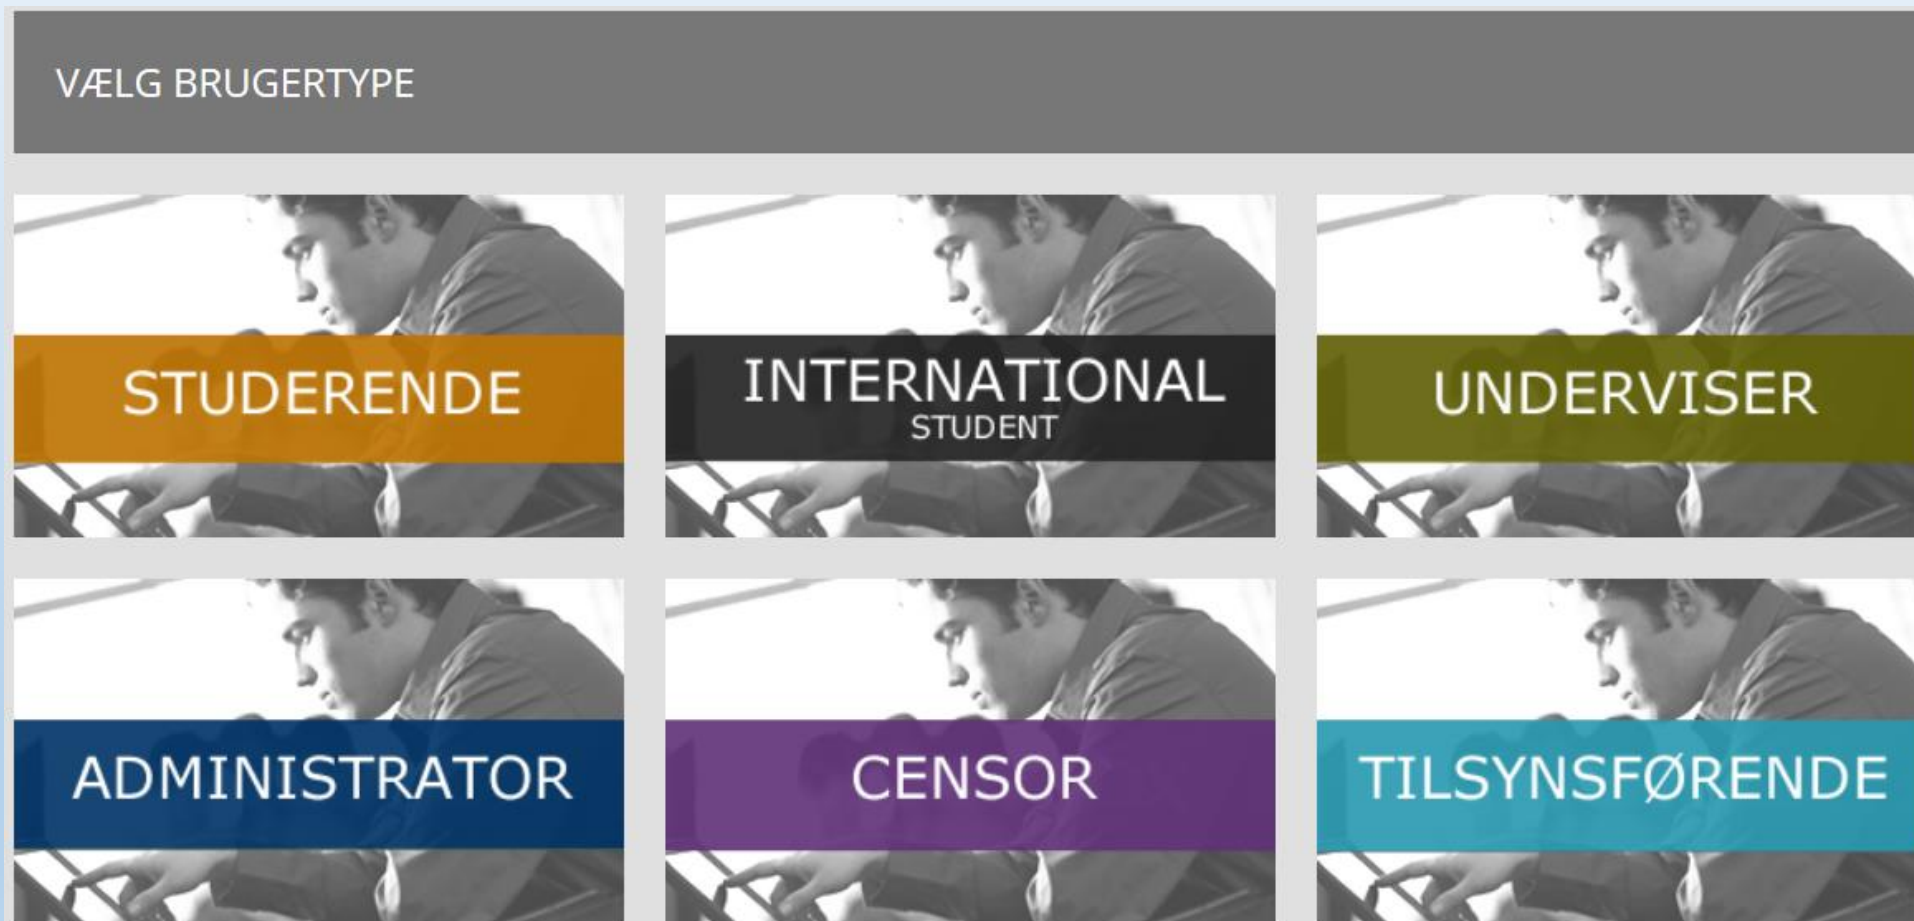 VÆLG BRUGERTYPE
STUDERENDE
INTERNATIONAL
STUDENT
UNDERVISER
ADMINISTRATOR
CENSOR
TILSYNSFØRENDE